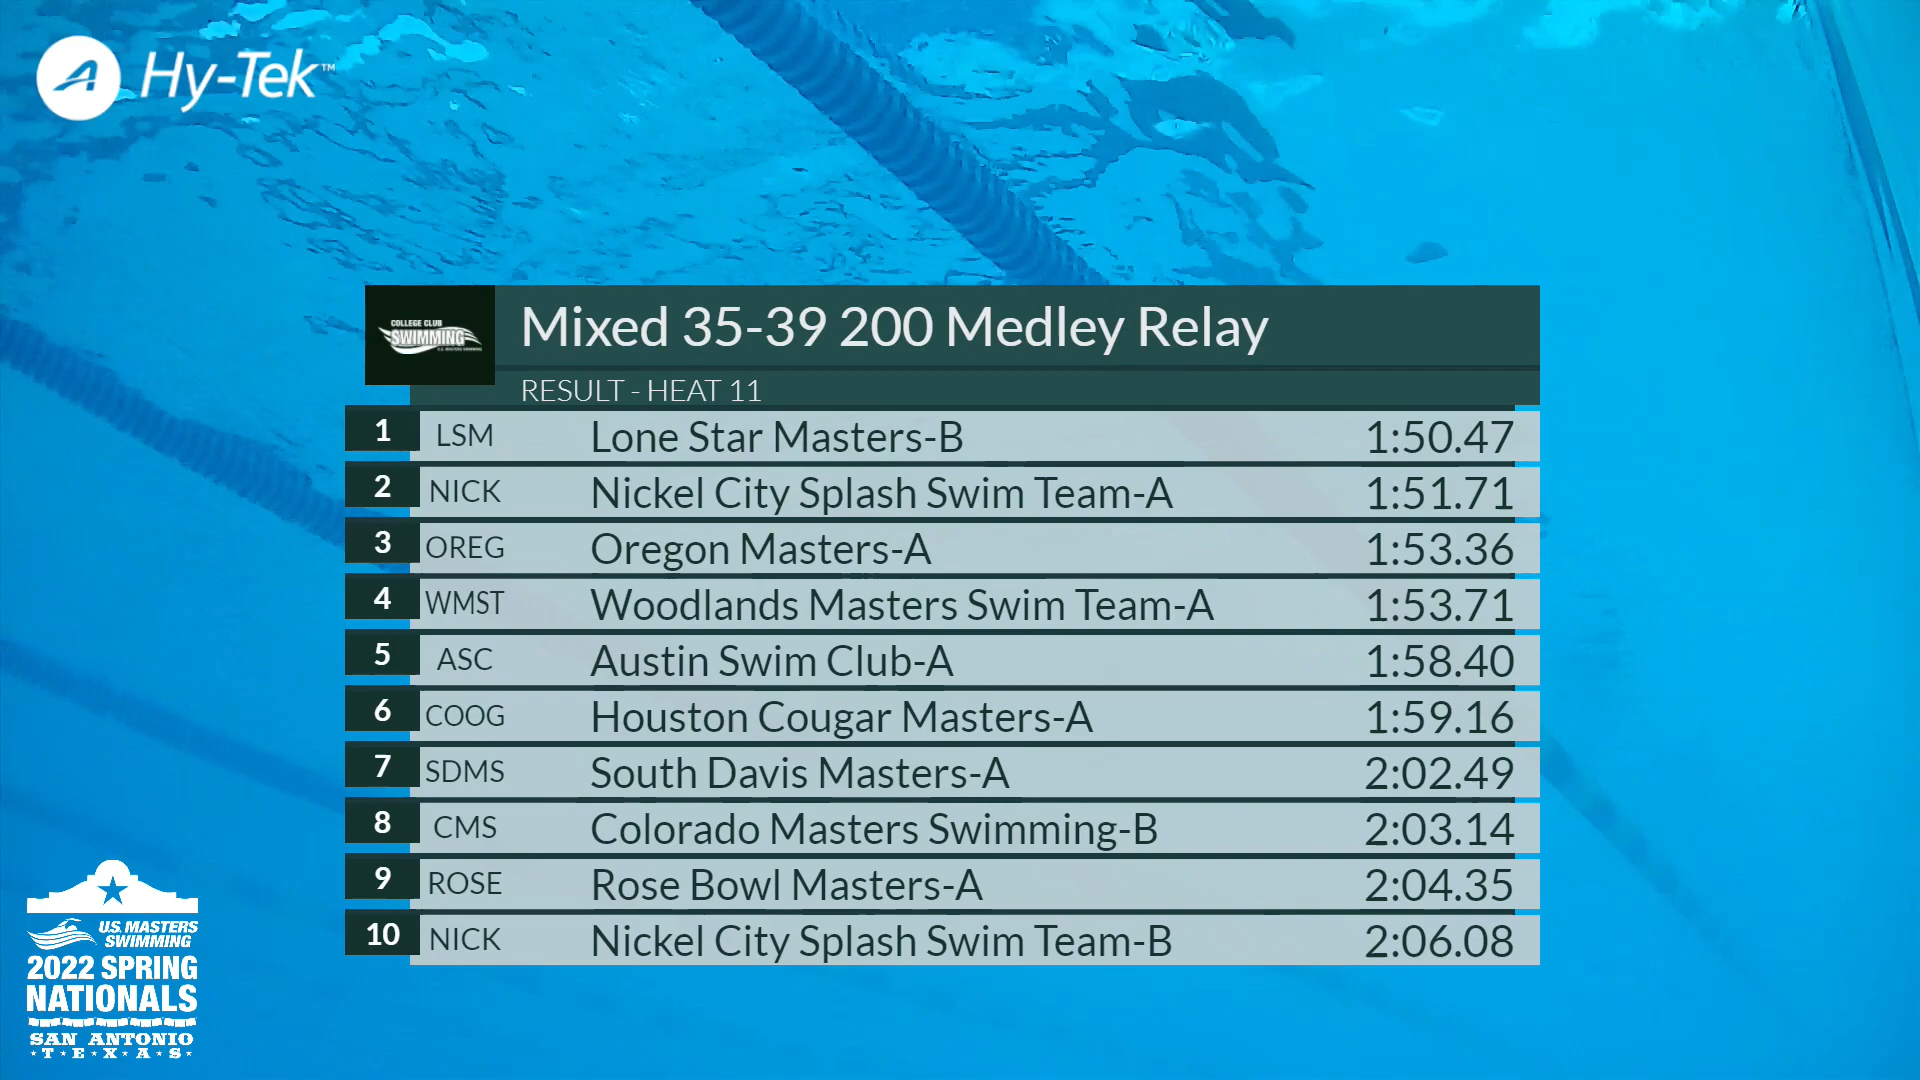 Hy-Tek™
COLLEGE CLUB
SWIMMING
U.S. MASTERS SWIMMING
Mixed 35-39 200 Medley Relay
RESULT - HEAT 11
1 LSM Lone Star Masters-B 1:50.47
2 NICK Nickel City Splash Swim Team-A 1:51.71
3 OREG Oregon Masters-A 1:53.36
4 WMST Woodlands Masters Swim Team-A 1:53.71
5 ASC Austin Swim Club-A 1:58.40
6 COOG Houston Cougar Masters-A 1:59.16
7 SDMS South Davis Masters-A 2:02.49
8 CMS Colorado Masters Swimming-B 2:03.14
9 ROSE Rose Bowl Masters-A 2:04.35
10 NICK Nickel City Splash Swim Team-B 2:06.08
U.S. MASTERS
SWIMMING
2022 SPRING
NATIONALS
SAN ANTONIO
T·E·X·A·S